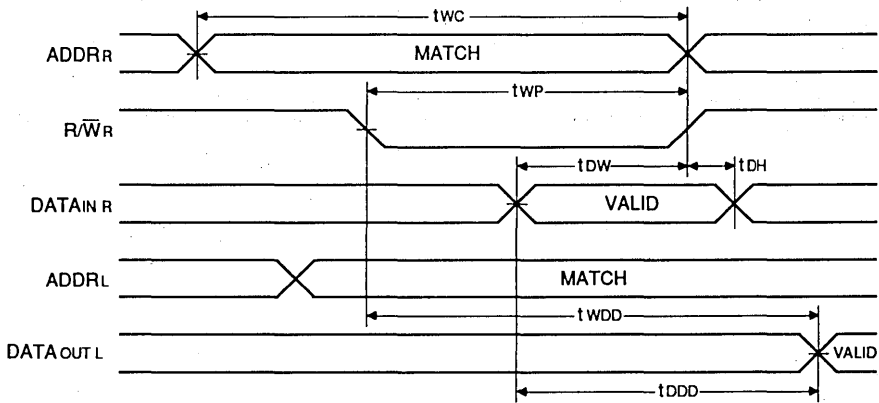 tWC
ADDRR MATCH
tWP
R/W̅R
tDW tDH
DATAIN R VALID
ADDRL MATCH
tWDD
DATAOUT L VALID
tDDD